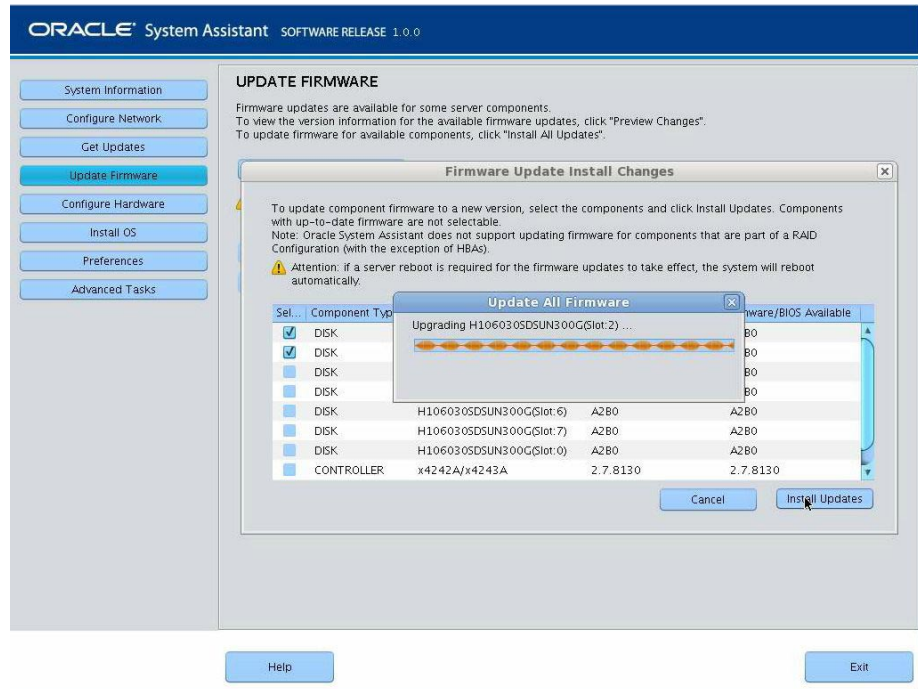 ORACLE System Assistant SOFTWARE RELEASE 1.0.0
System Information
Configure Network
Get Updates
Update Firmware
Configure Hardware
Install OS
Preferences
Advanced Tasks
UPDATE FIRMWARE
Firmware updates are available for some server components.
To view the version information for the available firmware updates, click "Preview Changes".
To update firmware for available components, click "Install All Updates".
Firmware Update Install Changes
To update component firmware to a new version, select the components and click Install Updates. Components
with up-to-date firmware are not selectable.
Note: Oracle System Assistant does not support updating firmware for components that are part of a RAID
Configuration (with the exception of HBAs).
Attention: if a server reboot is required for the firmware updates to take effect, the system will reboot
automatically.
Update All Firmware
Upgrading H106030SDSUN300G(Slot:2) ...
Sel... Component Typ mware/BIOS Available
DISK B0
DISK B0
DISK B0
DISK B0
DISK H106030SDSUN300G(Slot:6) A2B0 A2B0
DISK H106030SDSUN300G(Slot:7) A2B0 A2B0
DISK H106030SDSUN300G(Slot:0) A2B0 A2B0
CONTROLLER x4242A/x4243A 2.7.8130 2.7.8130
Cancel Install Updates
Help Exit